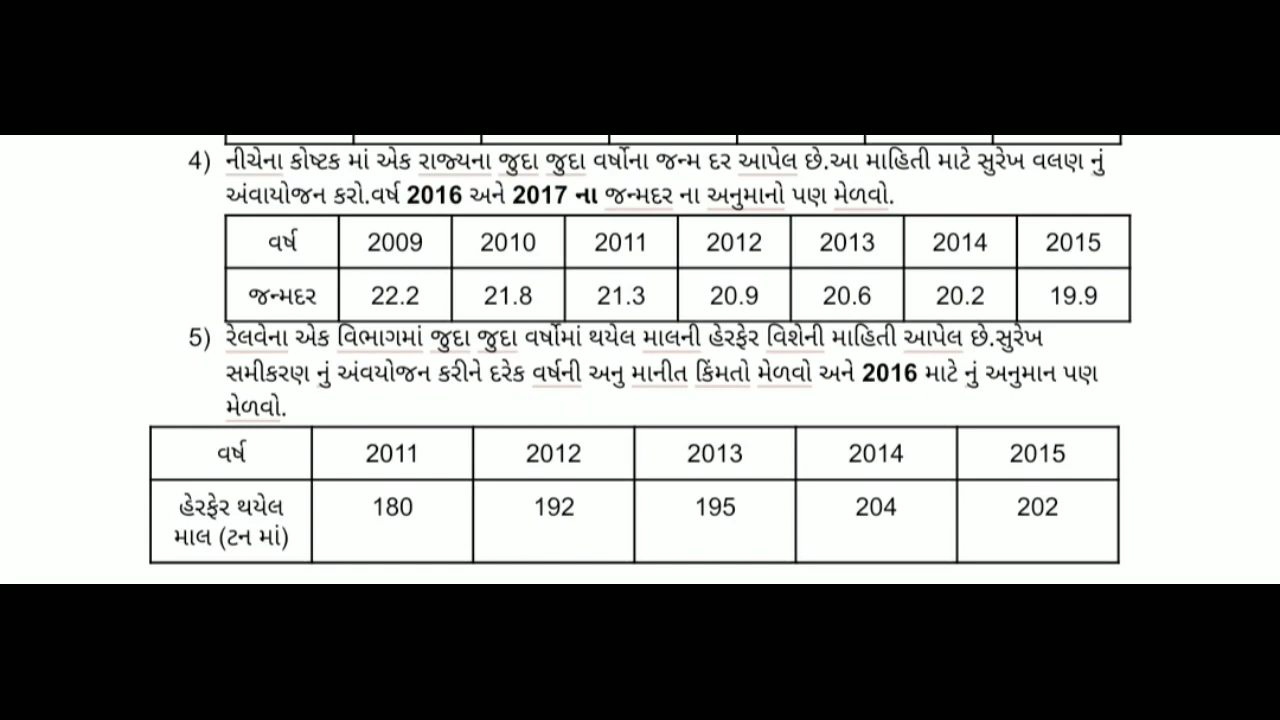 4) નીચેના કોષ્ટક માં એક રાજ્યના જુદા જુદા વર્ષોના જન્મ દર આપેલ છે.આ માહિતી માટે સુરેખ વલણ નું
અંવાયોજન કરો.વર્ષ 2016 અને 2017 ના જન્મદર ના અનુમાનો પણ મેળવો.
વર્ષ 2009 2010 2011 2012 2013 2014 2015
જન્મદર 22.2 21.8 21.3 20.9 20.6 20.2 19.9
5) રેલવેના એક વિભાગમાં જુદા જુદા વર્ષોમાં થયેલ માલની હેરફેર વિશેની માહિતી આપેલ છે.સુરેખ
સમીકરણ નું અંવયોજન કરીને દરેક વર્ષની અનુ માનીત કિંમતો મેળવો અને 2016 માટે નું અનુમાન પણ
મેળવો.
વર્ષ 2011 2012 2013 2014 2015
હેરફેર થયેલ 180 192 195 204 202
માલ (ટન માં)